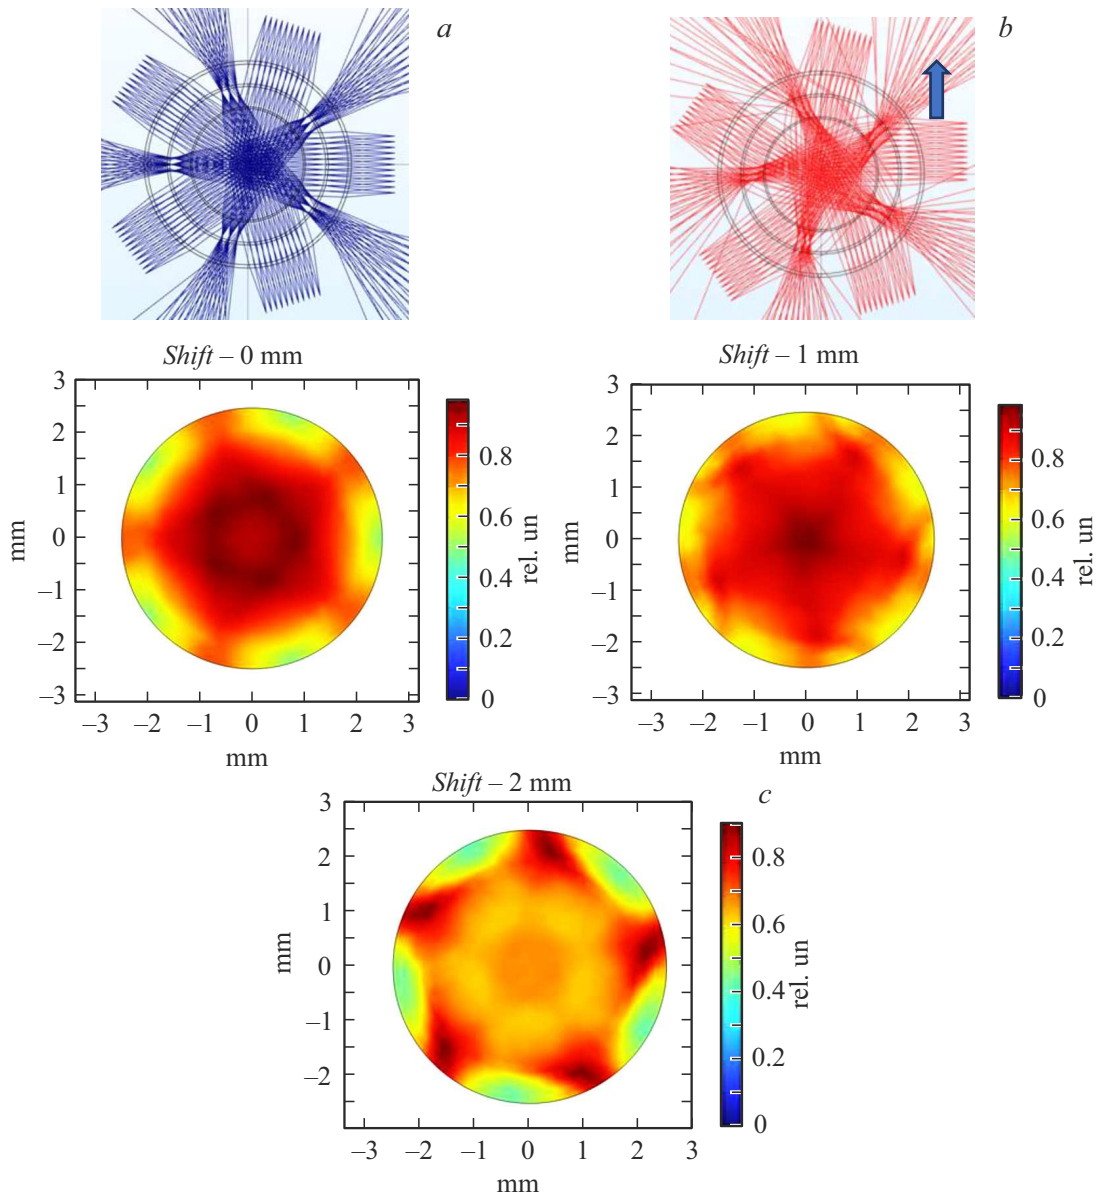 a
b
Shift – 0 mm
3
2
1
0
–1
–2
–3
mm
–3 –2 –1 0 1 2 3
mm
0.8
0.6
0.4
0.2
0
rel. un
Shift – 1 mm
3
2
1
0
–1
–2
–3
mm
–3 –2 –1 0 1 2 3
mm
0.8
0.6
0.4
0.2
0
rel. un
Shift – 2 mm
c
3
2
1
0
–1
–2
mm
–3 –2 –1 0 1 2 3
mm
0.8
0.6
0.4
0.2
0
rel. un